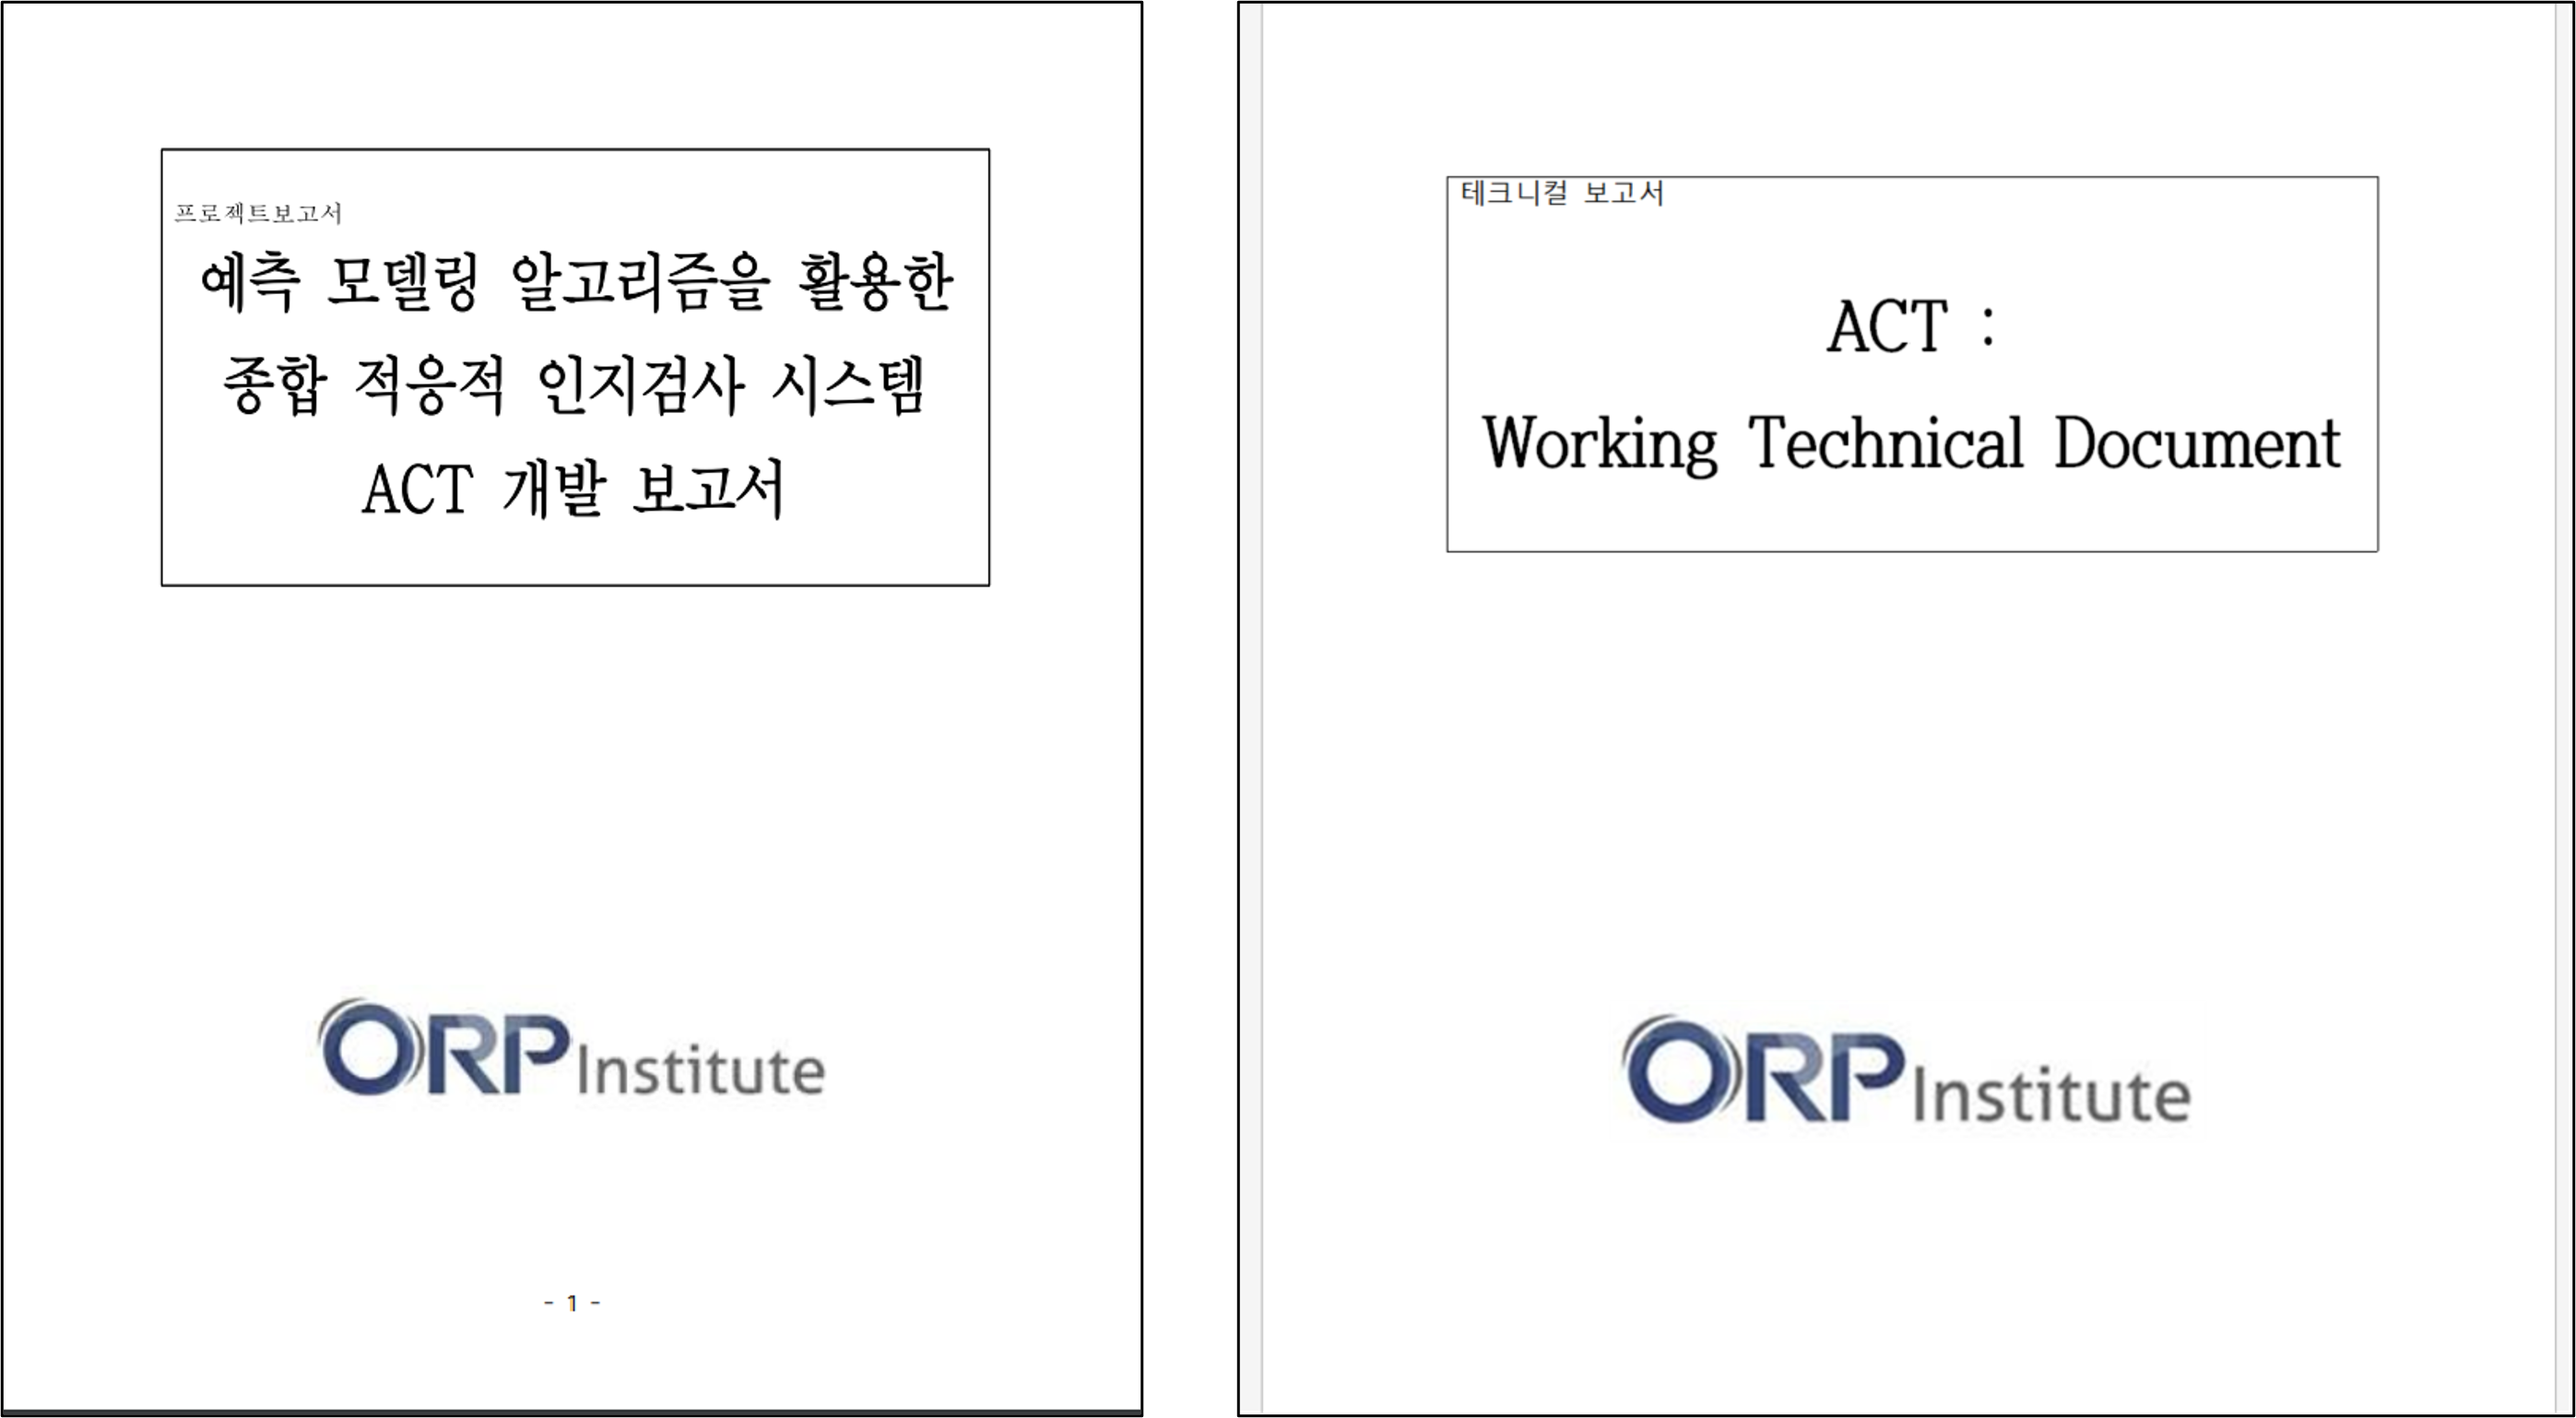 프로젝트보고서
예측 모델링 알고리즘을 활용한
종합 적응적 인지검사 시스템
ACT 개발 보고서
ORP Institute
- 1 -
테크니컬 보고서
ACT :
Working Technical Document
ORP Institute